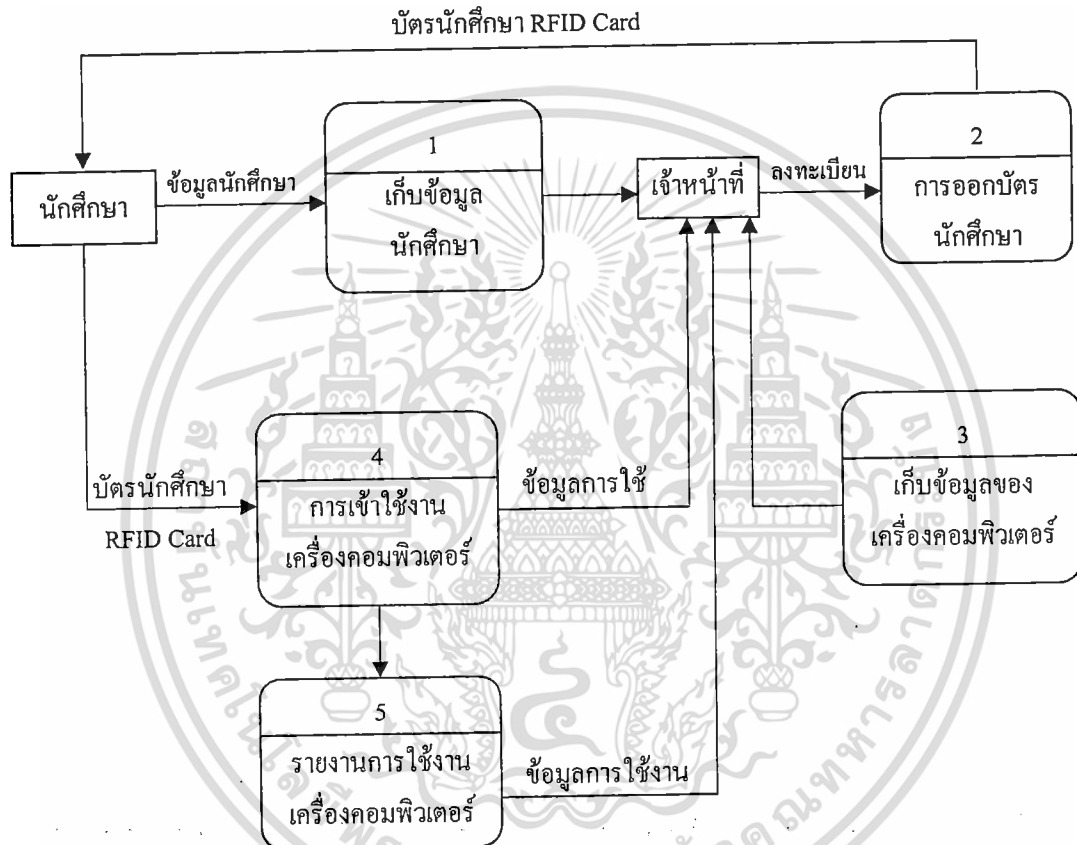 บัตรนักศึกษา RFID Card
1
เก็บข้อมูล
นักศึกษา
2
การออกบัตร
นักศึกษา
นักศึกษา
ข้อมูลนักศึกษา
เจ้าหน้าที่
ลงทะเบียน
3
เก็บข้อมูลของ
เครื่องคอมพิวเตอร์
4
การเข้าใช้งาน
เครื่องคอมพิวเตอร์
บัตรนักศึกษา
RFID Card
ข้อมูลการใช้
5
รายงานการใช้งาน
เครื่องคอมพิวเตอร์
ข้อมูลการใช้งาน